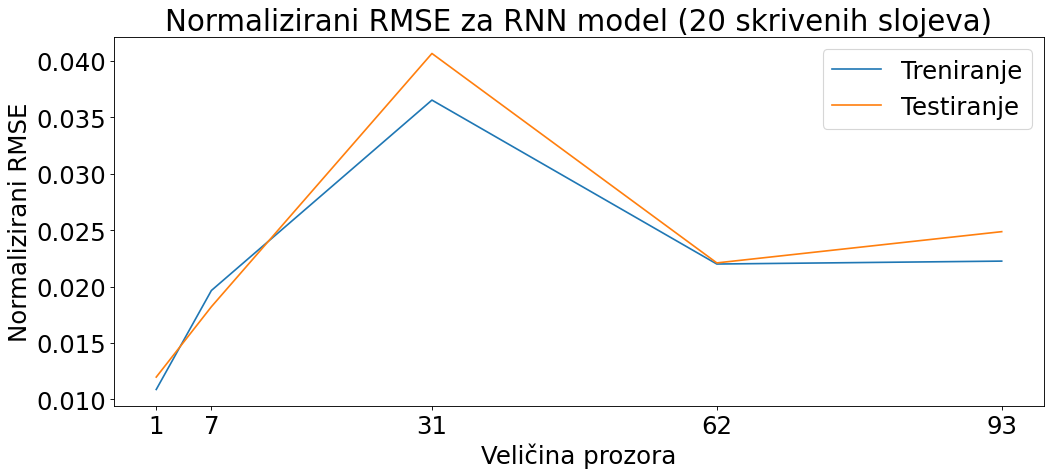 Normalizirani RMSE za RNN model (20 skrivenih slojeva)
Treniranje
Testiranje
Normalizirani RMSE
0.040
0.035
0.030
0.025
0.020
0.015
0.010
1 7 31 62 93
Veličina prozora